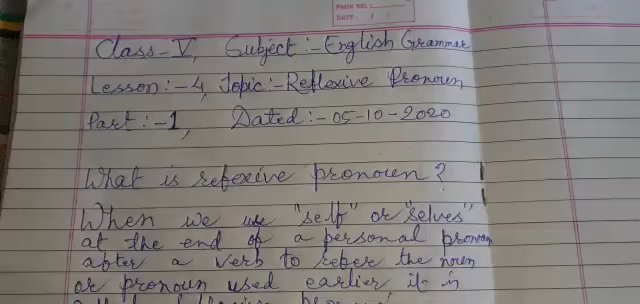 PAGE NO.:
DATE: / /
Class-V, Subject:-English Grammar
Lesson:-4, Topic:-Reflexive Pronoun
Part:-1, Dated:-05-10-2020
What is refexive pronoun?
When we use "self" or "selves"
at the end of a personal pronoun
after a verb to refer the noun
or pronoun used earlier it in